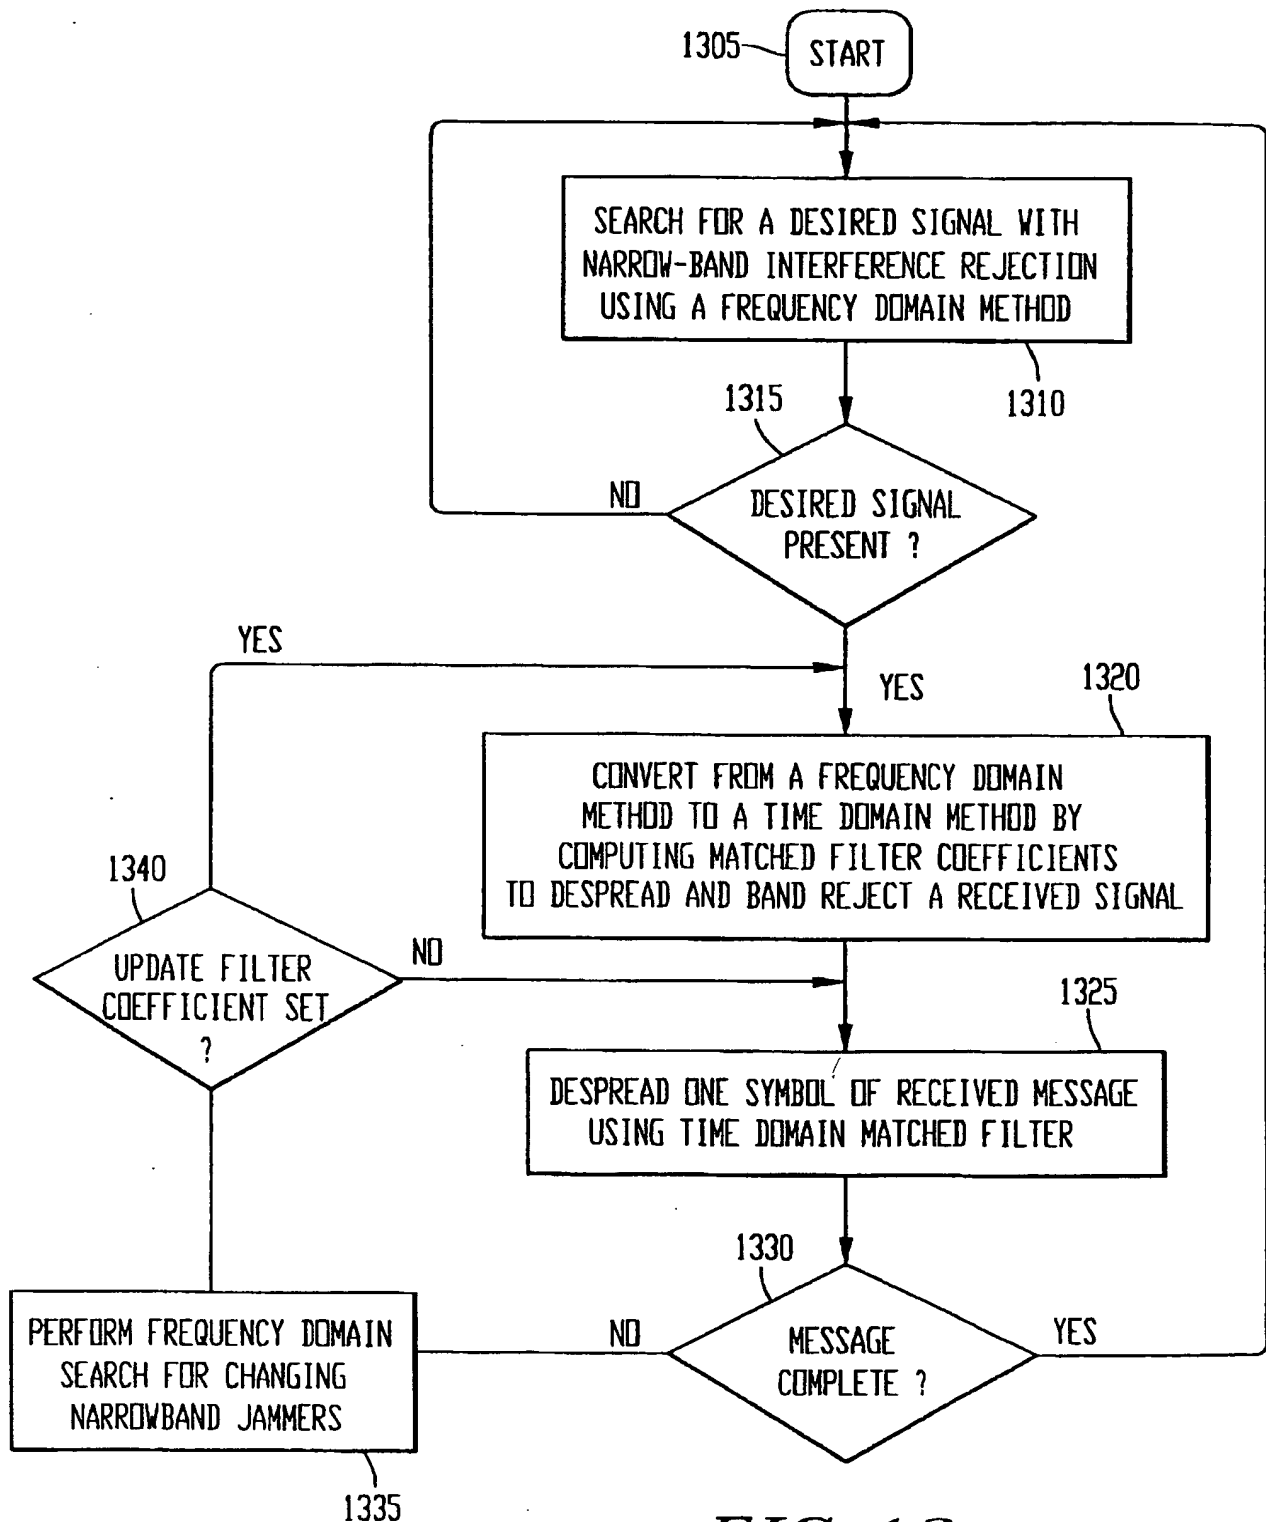 1305
START
SEARCH FOR A DESIRED SIGNAL WITH
NARROW-BAND INTERFERENCE REJECTION
USING A FREQUENCY DOMAIN METHOD
1310
1315
NO
DESIRED SIGNAL
PRESENT ?
YES
YES
1320
CONVERT FROM A FREQUENCY DOMAIN
METHOD TO A TIME DOMAIN METHOD BY
COMPUTING MATCHED FILTER COEFFICIENTS
TO DESPREAD AND BAND REJECT A RECEIVED SIGNAL
1340
UPDATE FILTER
COEFFICIENT SET
?
NO
1325
DESPREAD ONE SYMBOL OF RECEIVED MESSAGE
USING TIME DOMAIN MATCHED FILTER
1330
NO
MESSAGE
COMPLETE ?
YES
PERFORM FREQUENCY DOMAIN
SEARCH FOR CHANGING
NARROWBAND JAMMERS
1335